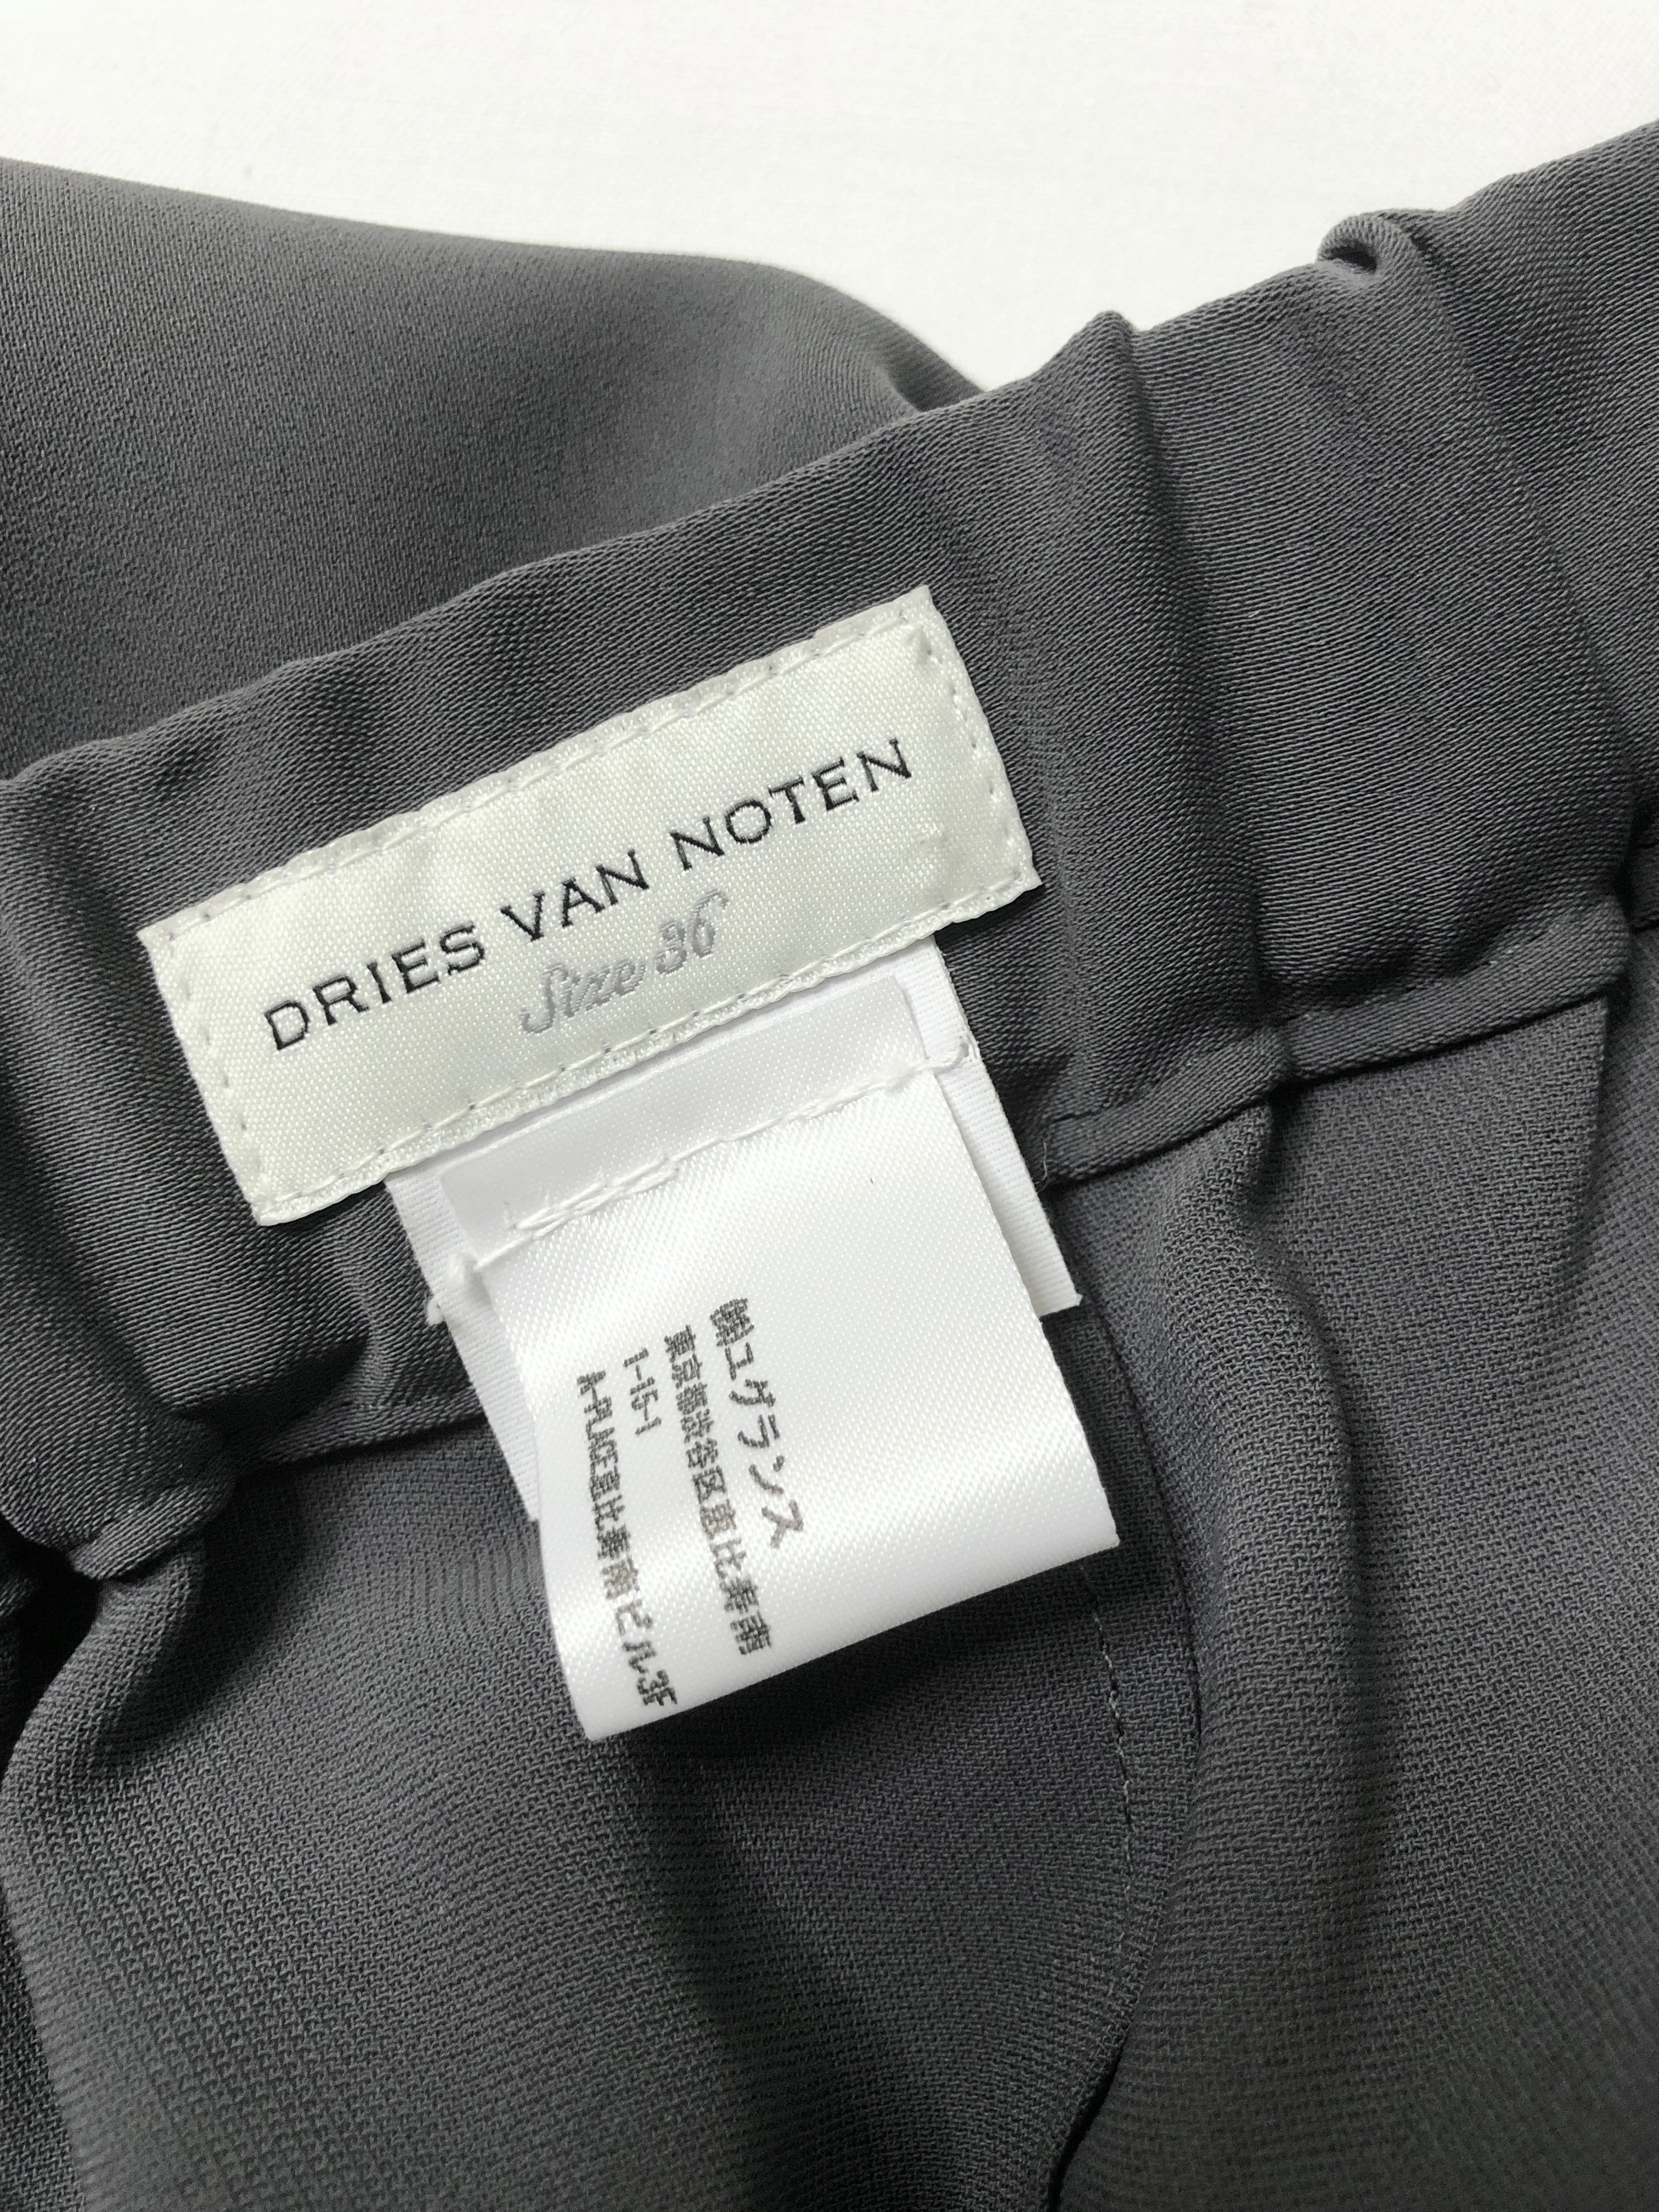 DRIES VAN NOTEN
Size 36
㈱ユグランス
東京都渋谷区恵比寿南
1-15-1
A-PLACE恵比寿南ビル3F